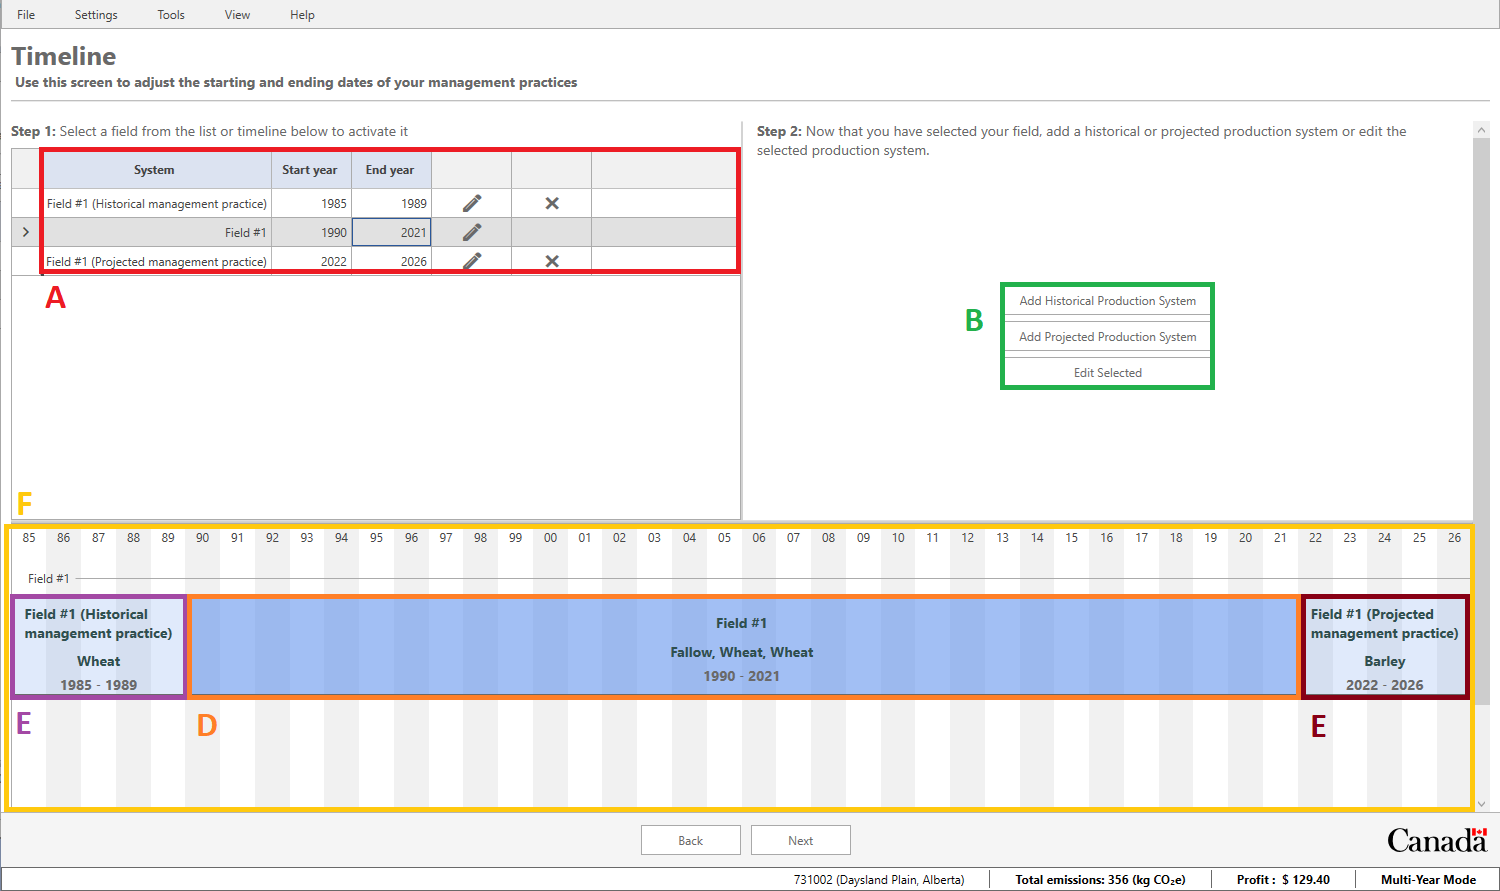 File Settings Tools View Help
Timeline
Use this screen to adjust the starting and ending dates of your management practices
Step 1: Select a field from the list or timeline below to activate it
System Start year End year
Field #1 (Historical management practice) 1985 1989
Field #1 1990 2021
Field #1 (Projected management practice) 2022 2026
A
Step 2: Now that you have selected your field, add a historical or projected production system or edit the
selected production system.
B
Add Historical Production System
Add Projected Production System
Edit Selected
F
85 86 87 88 89 90 91 92 93 94 95 96 97 98 99 00 01 02 03 04 05 06 07 08 09 10 11 12 13 14 15 16 17 18 19 20 21 22 23 24 25 26
Field #1
Field #1 (Historical
management practice)
Wheat
1985 - 1989
Field #1
Fallow, Wheat, Wheat
1990 - 2021
Field #1 (Projected
management practice)
Barley
2022 - 2026
E
D
E
Back Next
Canada
731002 (Daysland Plain, Alberta) Total emissions: 356 (kg CO₂e) Profit : $ 129.40 Multi-Year Mode